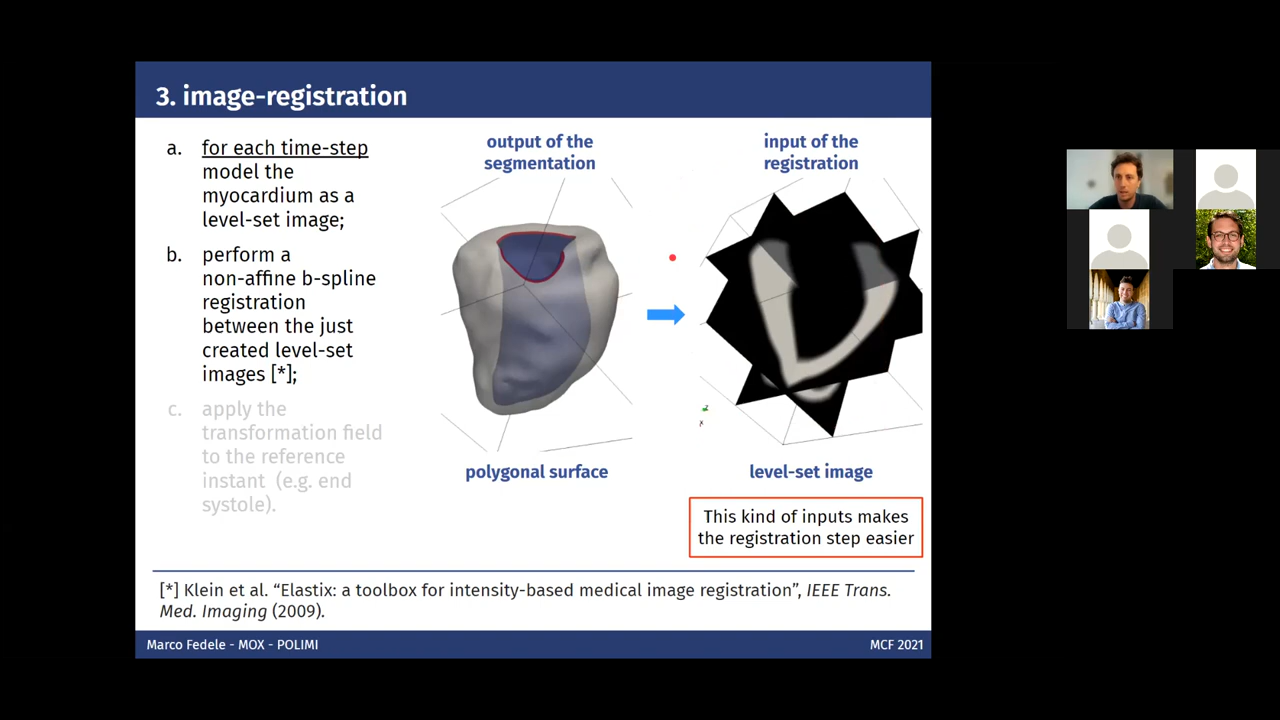 3. image-registration
a. for each time-step
model the
myocardium as a
level-set image;
b. perform a
non-affine b-spline
registration
between the just
created level-set
images [*];
c. apply the
transformation field
to the reference
instant (e.g. end
systole).
output of the
segmentation
polygonal surface
input of the
registration
level-set image
This kind of inputs makes
the registration step easier
[*] Klein et al. “Elastix: a toolbox for intensity-based medical image registration”, IEEE Trans.
Med. Imaging (2009).
Marco Fedele - MOX - POLIMI
MCF 2021